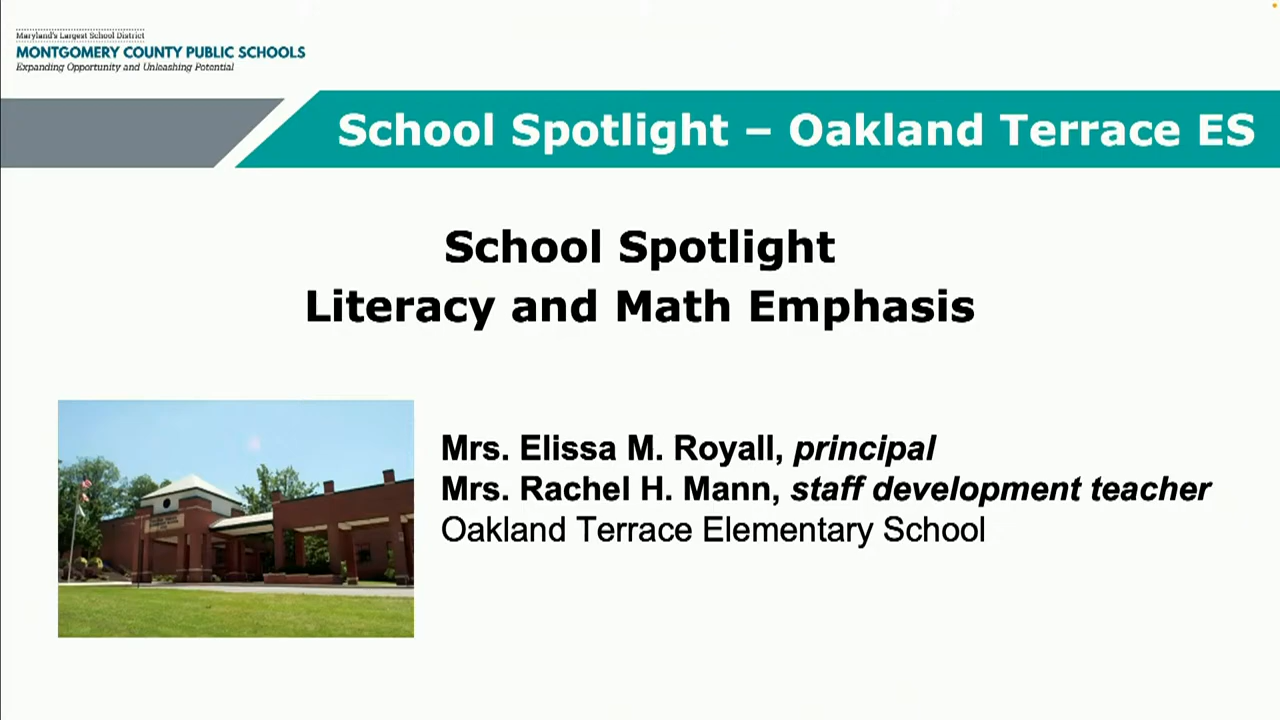 Maryland's Largest School District
MONTGOMERY COUNTY PUBLIC SCHOOLS
Expanding Opportunity and Unleashing Potential
School Spotlight – Oakland Terrace ES
School Spotlight
Literacy and Math Emphasis
Mrs. Elissa M. Royall, principal
Mrs. Rachel H. Mann, staff development teacher
Oakland Terrace Elementary School